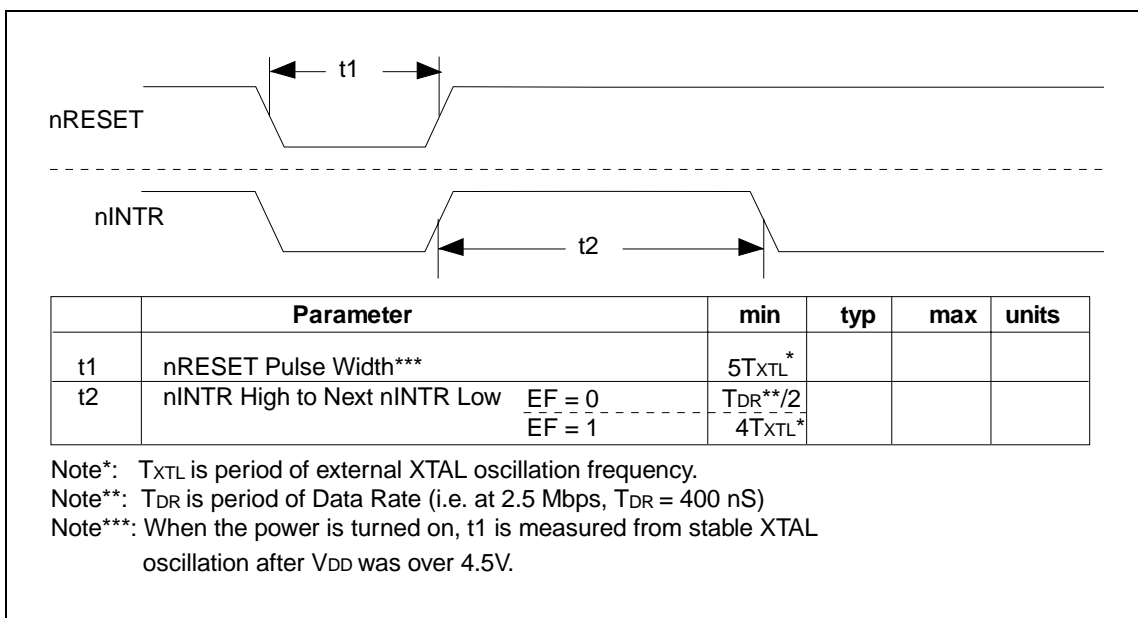 t1
nRESET
nINTR
t2
Parameter min typ max units
t1 nRESET Pulse Width*** 5TXTL*
t2 nINTR High to Next nINTR Low EF = 0 TDR**/2
EF = 1 4TXTL*
Note*: TXTL is period of external XTAL oscillation frequency.
Note**: TDR is period of Data Rate (i.e. at 2.5 Mbps, TDR = 400 nS)
Note***: When the power is turned on, t1 is measured from stable XTAL
oscillation after VDD was over 4.5V.